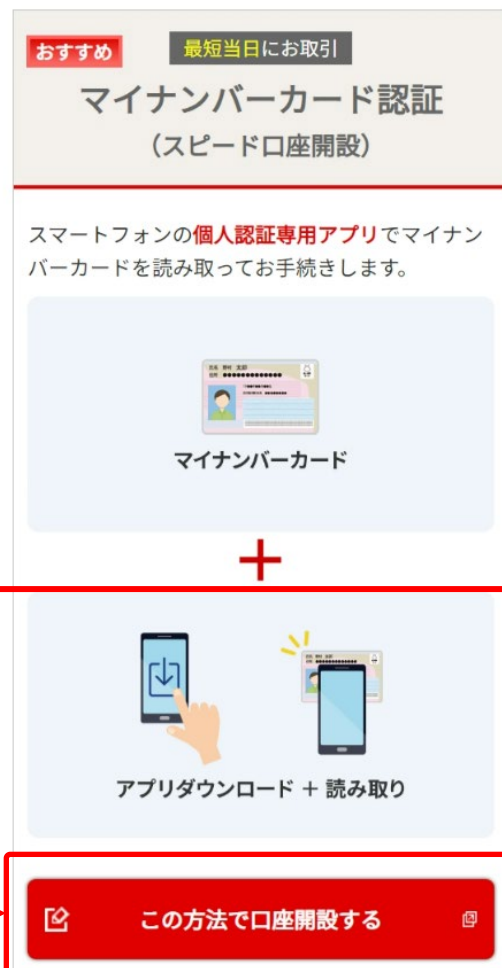 おすすめ
最短当日にお取引
マイナンバーカード認証
（スピード口座開設）
スマートフォンの個人認証専用アプリでマイナン
バーカードを読み取ってお手続きします。
マイナンバーカード
＋
アプリダウンロード ＋ 読み取り
この方法で口座開設する